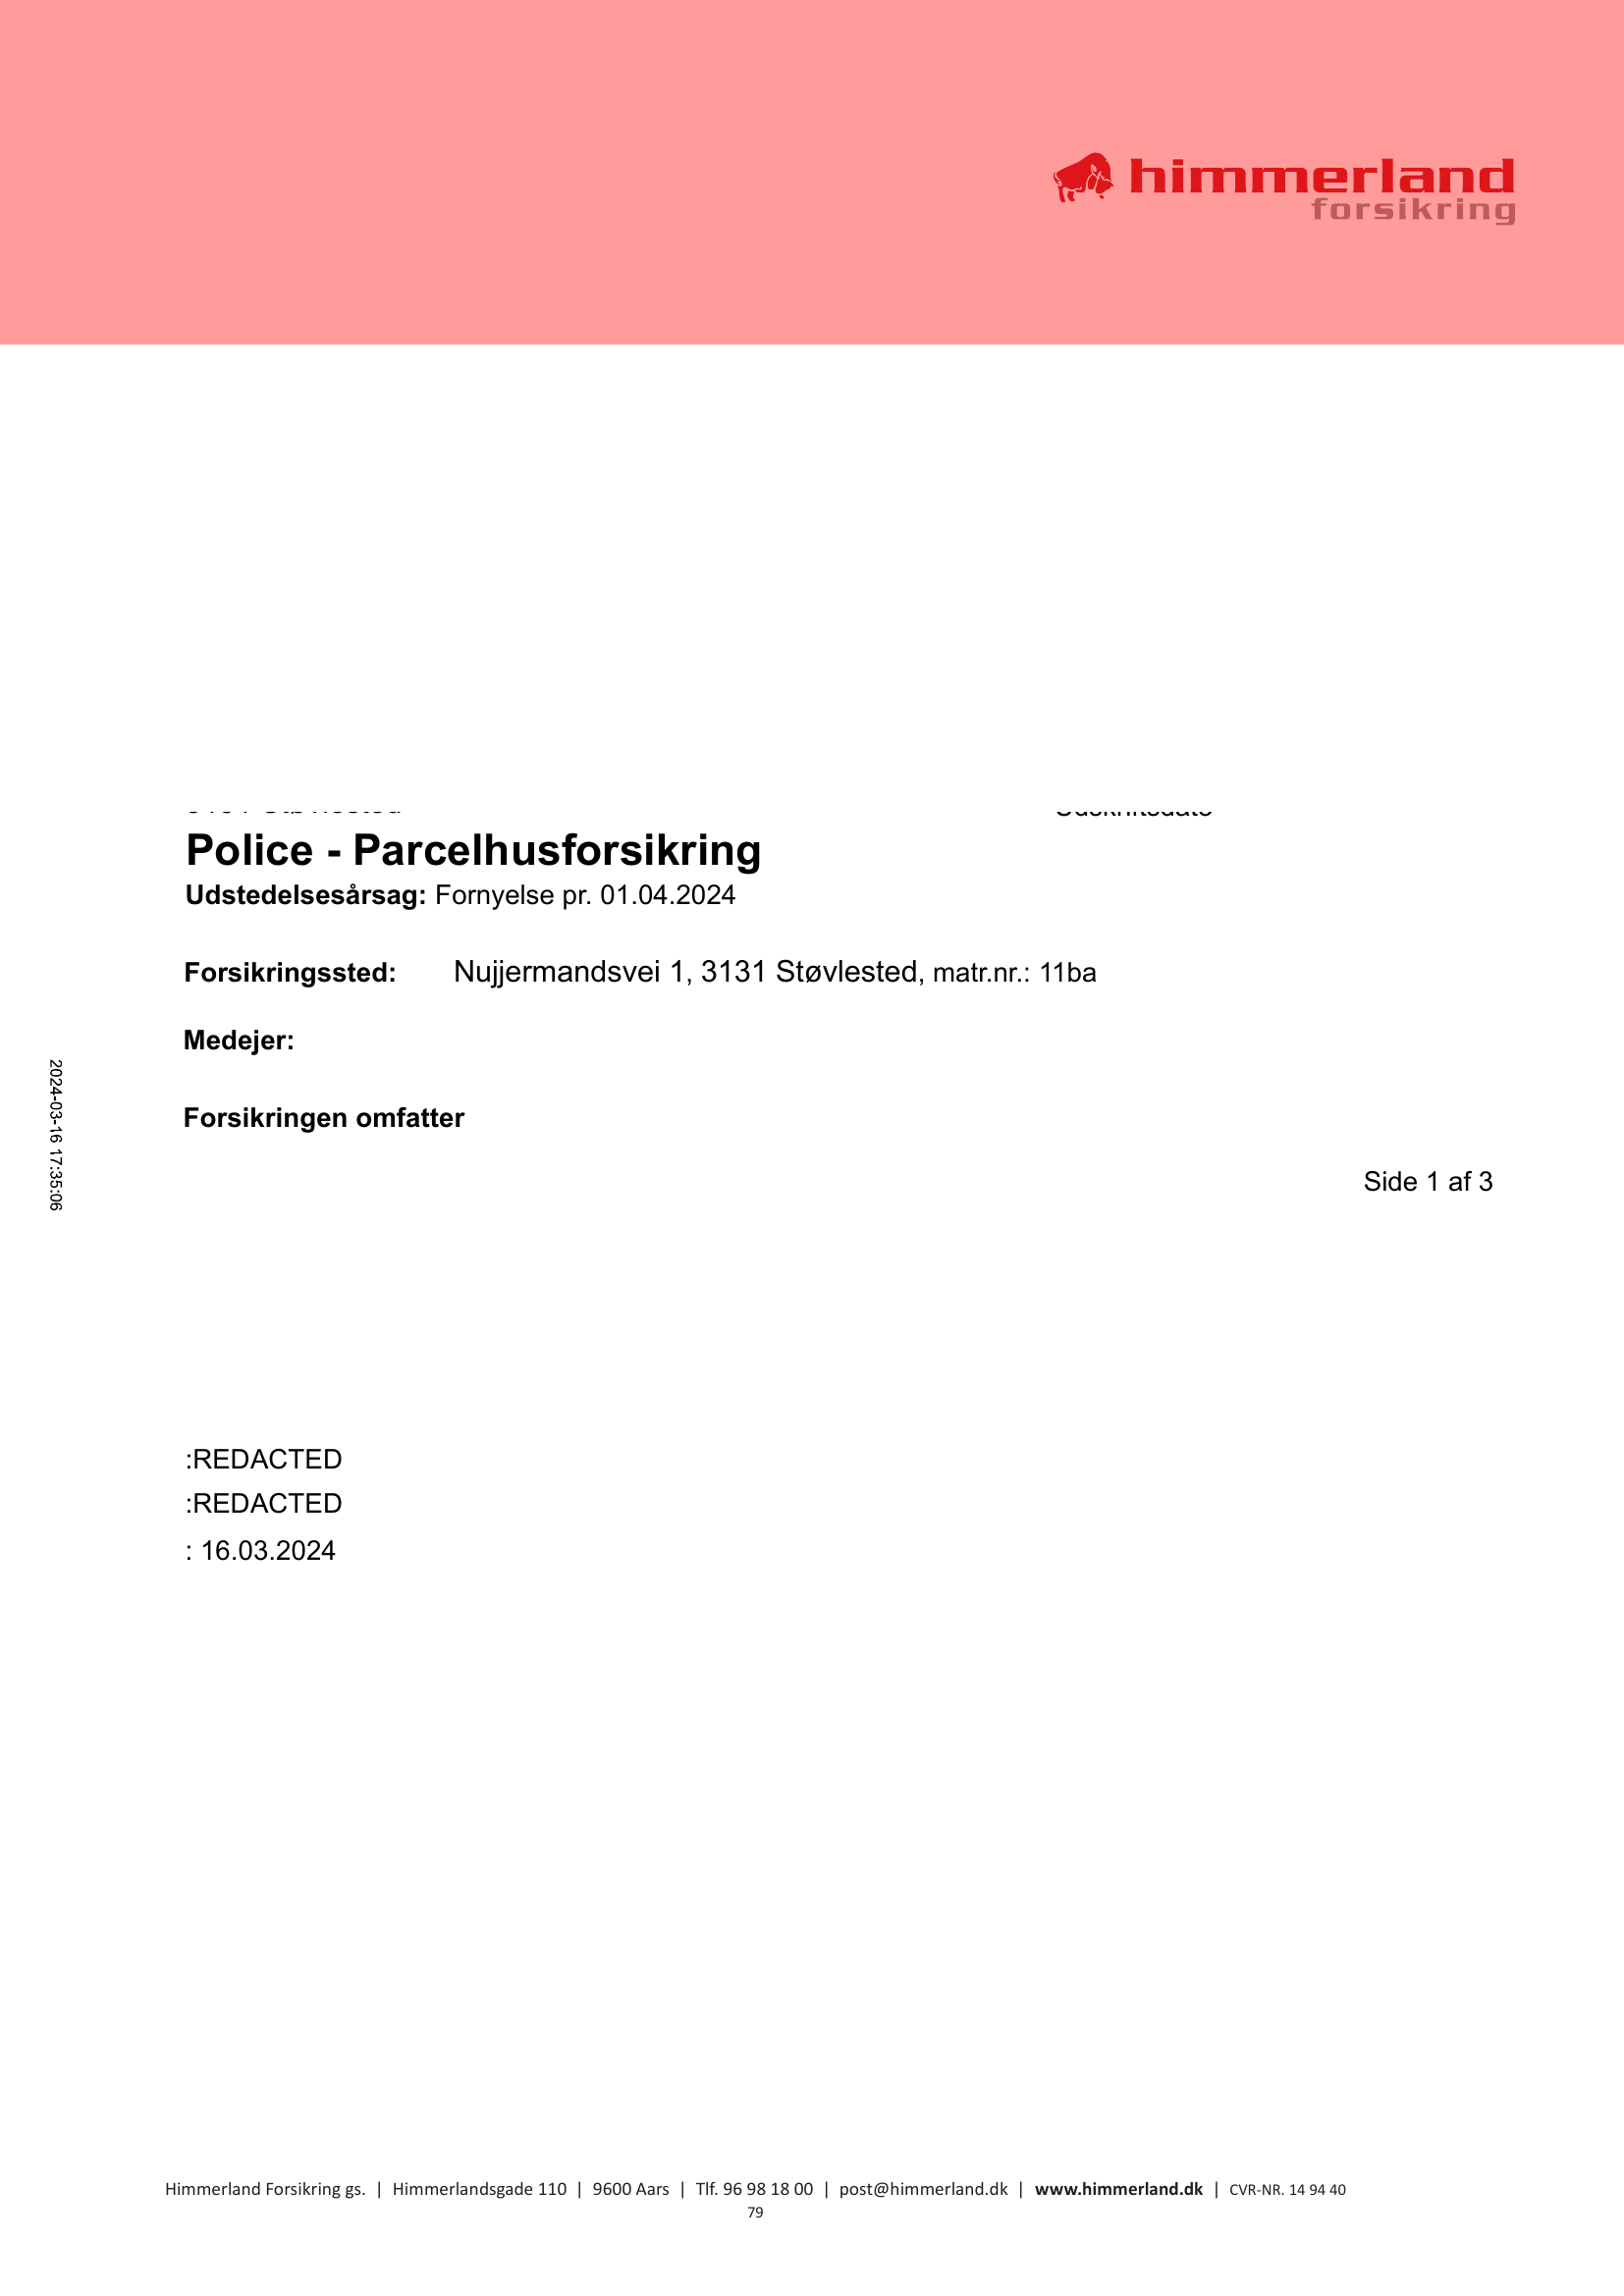 himmerland
forsikring
Police - Parcelhusforsikring
Udstedelsesårsag: Fornyelse pr. 01.04.2024
Forsikringssted: Nujjermandsvei 1, 3131 Støvlested, matr.nr.: 11ba
Medejer:
2024-03-16 17:35:06
Forsikringen omfatter
Side 1 af 3
:REDACTED
:REDACTED
: 16.03.2024
Himmerland Forsikring gs. | Himmerlandsgade 110 | 9600 Aars | Tlf. 96 98 18 00 | post@himmerland.dk | www.himmerland.dk | CVR-NR. 14 94 40
79